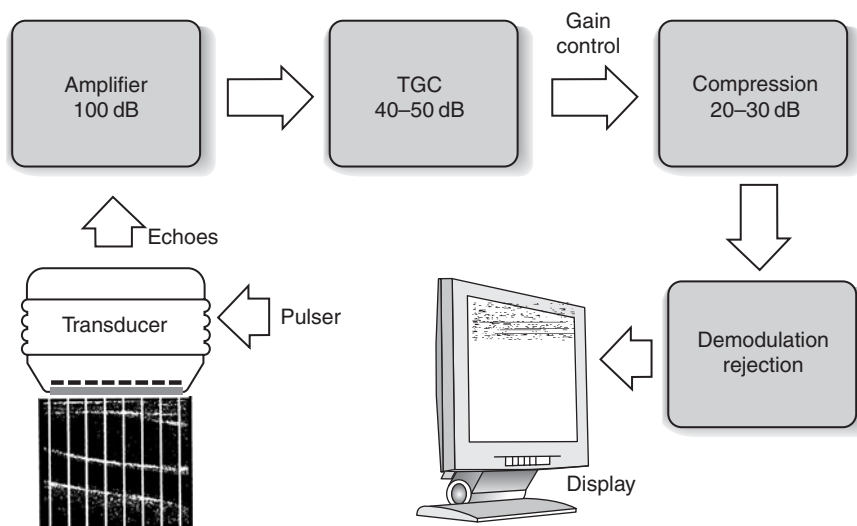 Amplifier
100 dB
TGC
40–50 dB
Gain
control
Compression
20–30 dB
Echoes
Transducer
Pulser
Demodulation
rejection
Display